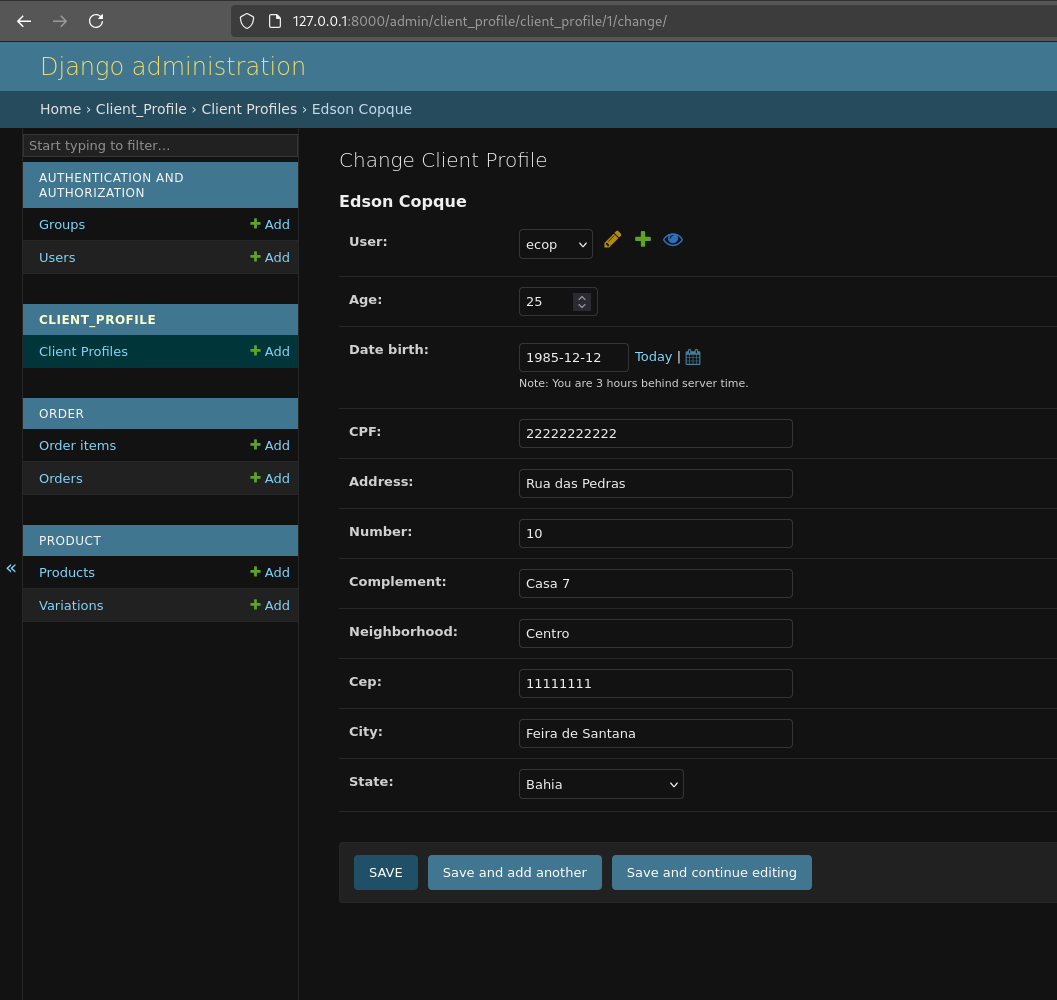 127.0.0.1:8000/admin/client_profile/client_profile/1/change/
Django administration
Home › Client_Profile › Client Profiles › Edson Copque
Start typing to filter…
AUTHENTICATION AND
AUTHORIZATION
Groups
Add
Users
Add
CLIENT_PROFILE
Client Profiles
Add
ORDER
Order items
Add
Orders
Add
PRODUCT
Products
Add
Variations
Add
«
Change Client Profile
Edson Copque
User:
ecop
Age:
25
Date birth:
1985-12-12
Today |
Note: You are 3 hours behind server time.
CPF:
22222222222
Address:
Rua das Pedras
Number:
10
Complement:
Casa 7
Neighborhood:
Centro
Cep:
11111111
City:
Feira de Santana
State:
Bahia
SAVE
Save and add another
Save and continue editing